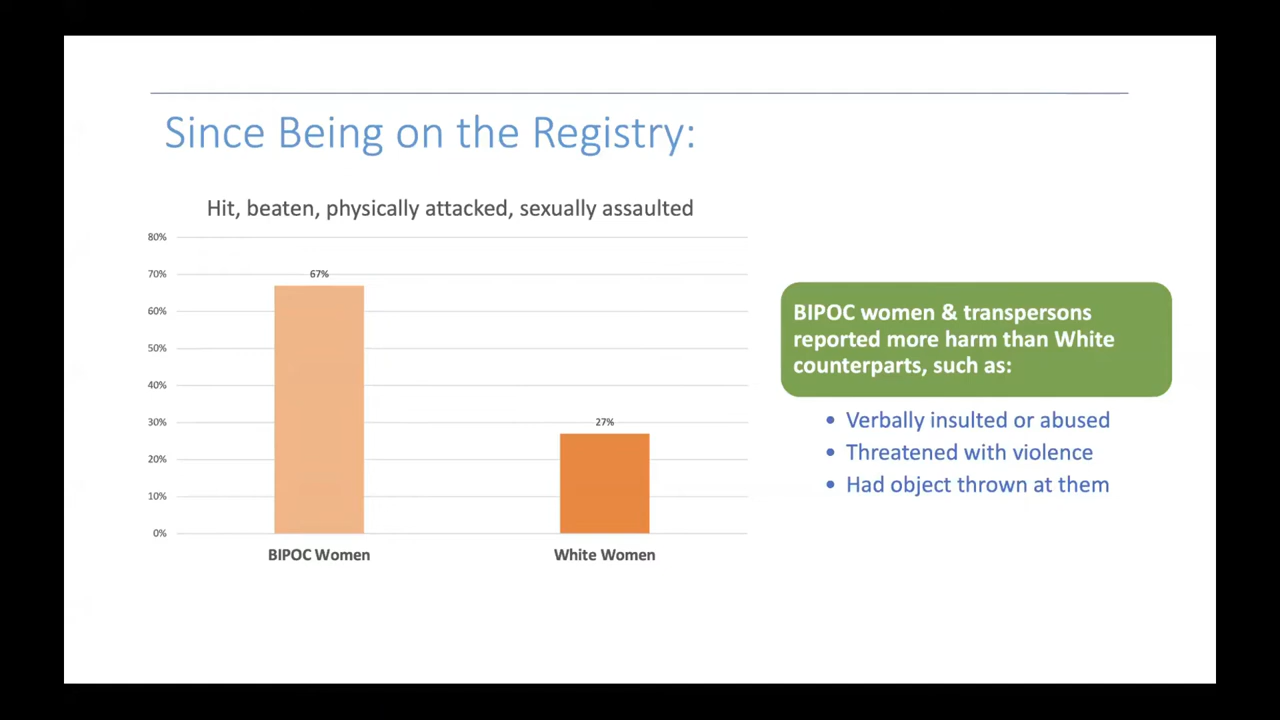 Since Being on the Registry:
Hit, beaten, physically attacked, sexually assaulted
80%
70%
60%
50%
40%
30%
20%
10%
0%
67%
27%
BIPOC Women
White Women
BIPOC women & transpersons
reported more harm than White
counterparts, such as:
• Verbally insulted or abused
• Threatened with violence
• Had object thrown at them